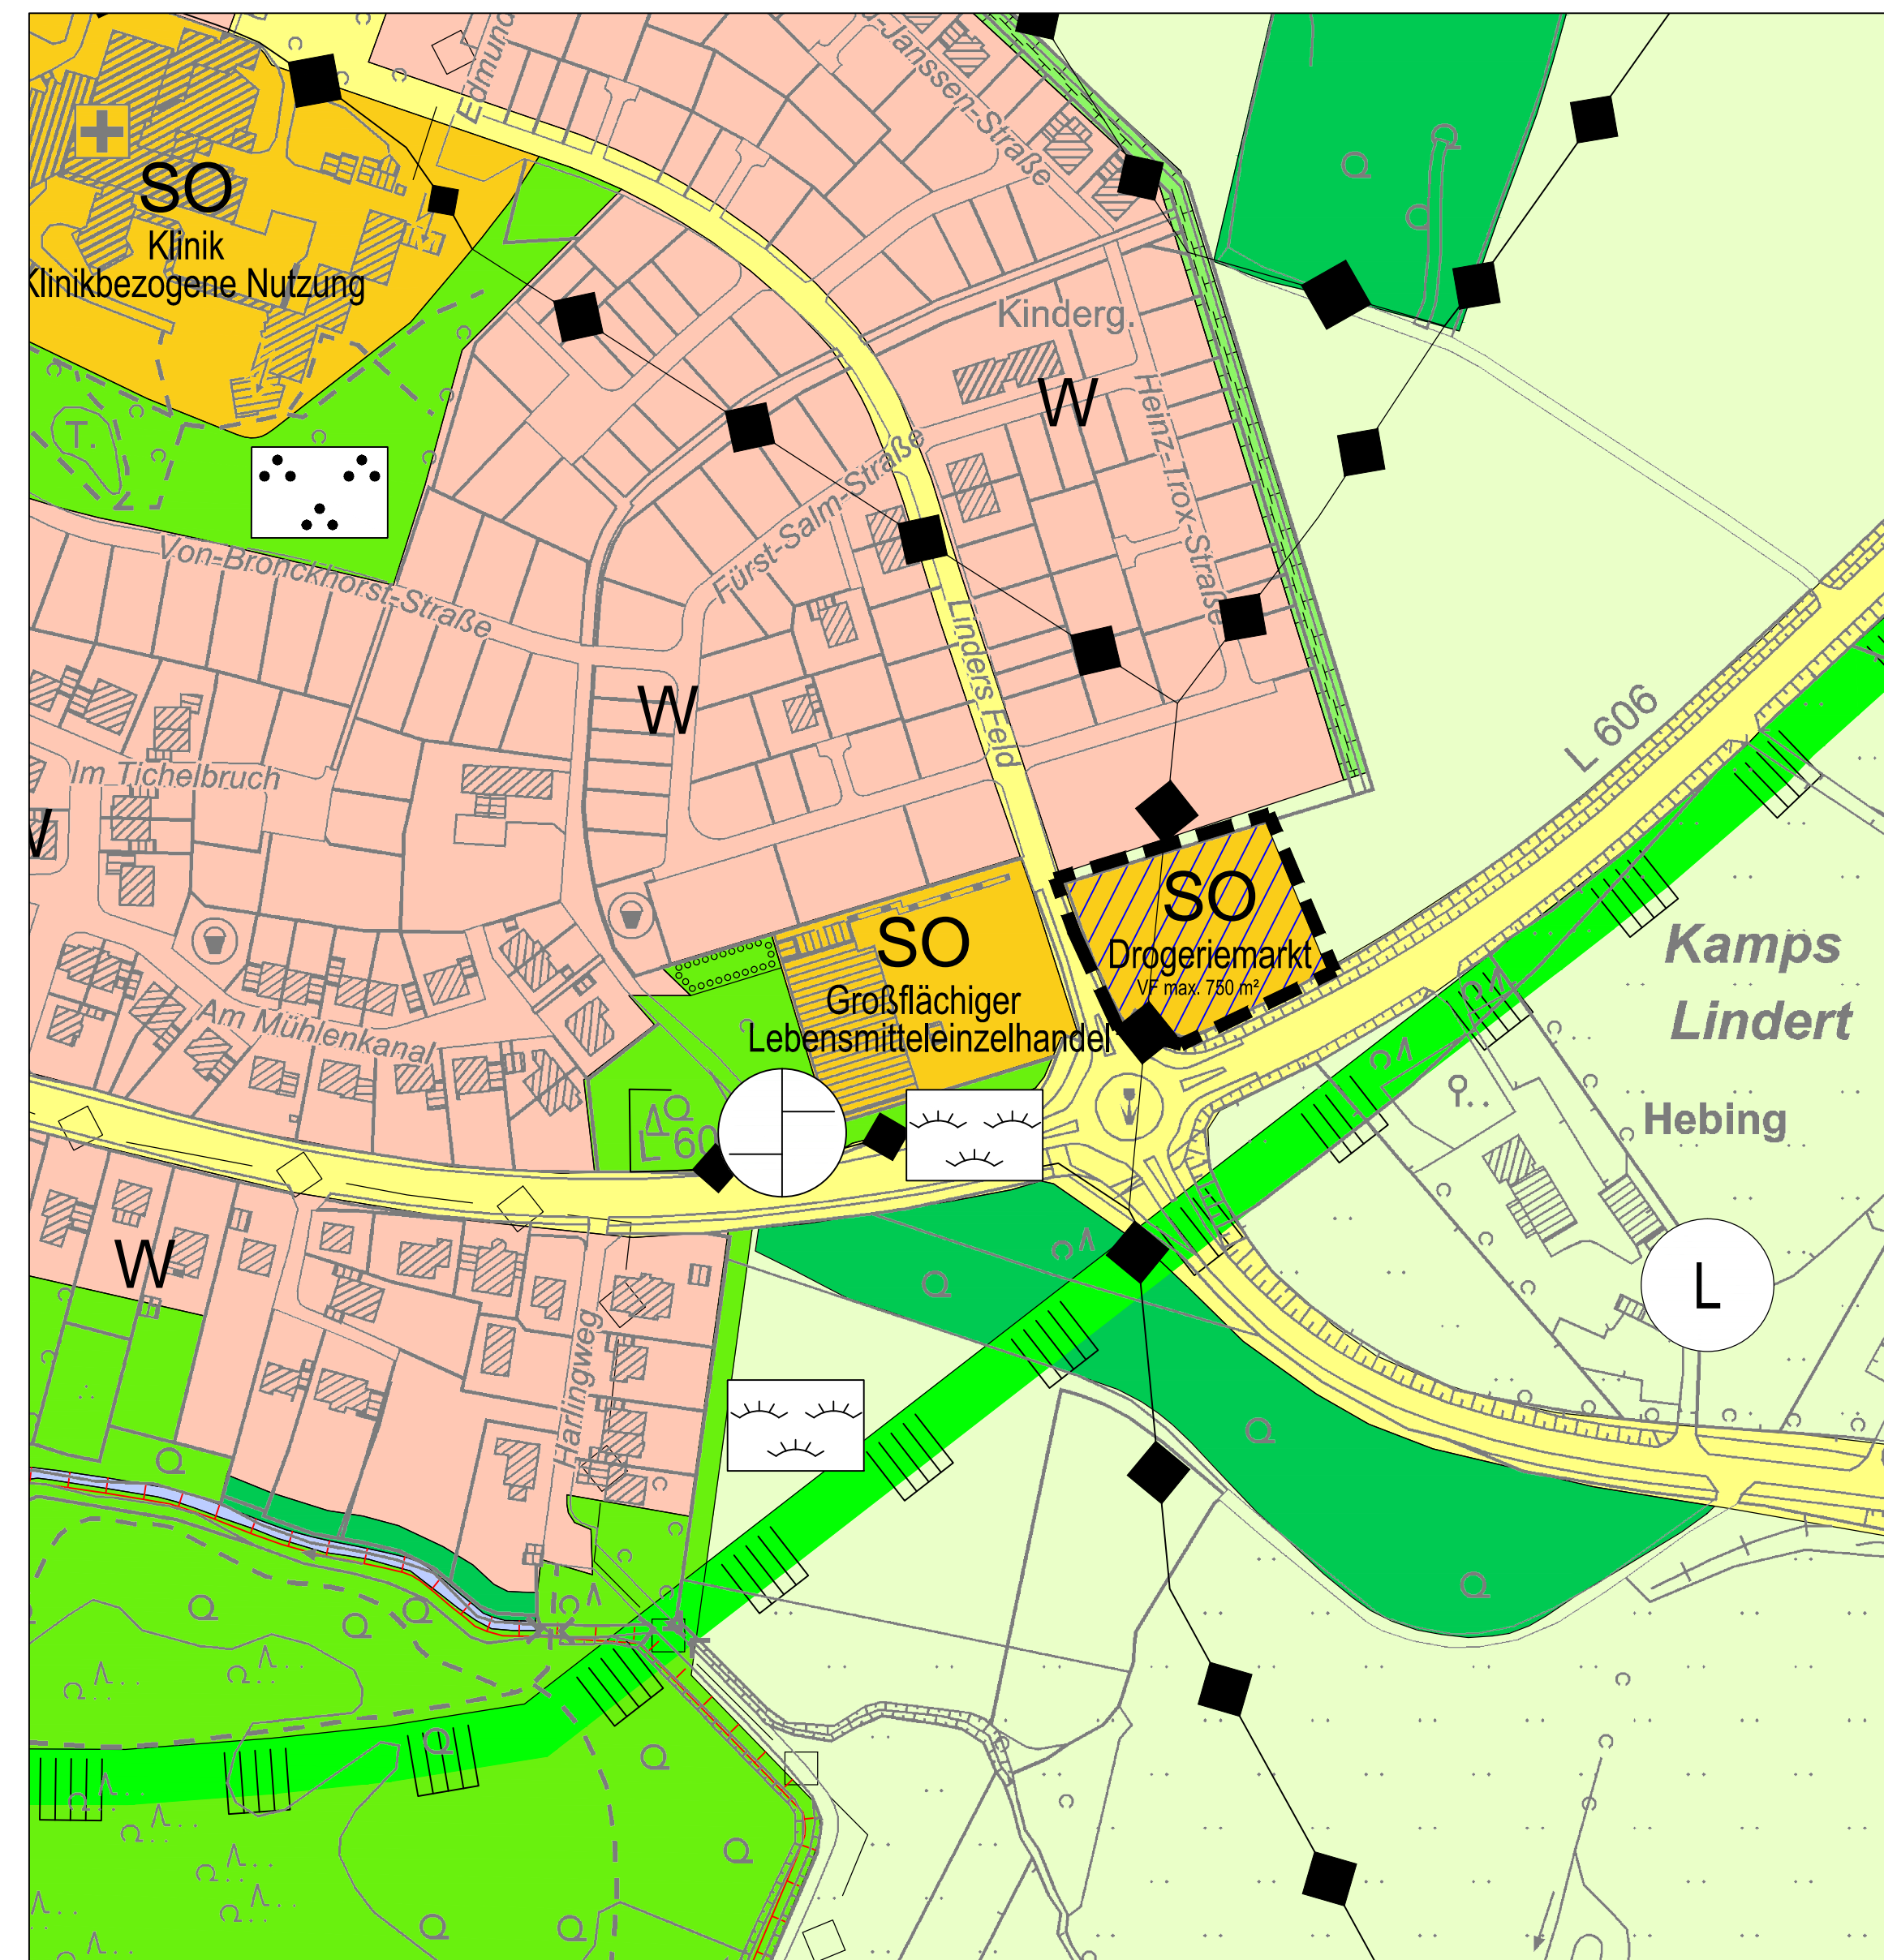 Edmund
-Janssen-Straße
SO
Klinik
Klinikbezogene Nutzung
Kinderg.
W
Heinz-Trox-Straße
T.
Fürst-Salm-Straße
Von-Bronckhorst-Straße
Linders Feld
W
L 606
Im Tichelbruch
W
SO
Drogeriemarkt
VF max. 750 m²
SO
Großflächiger
Lebensmitteleinzelhandel
Kamps
Lindert
Am Mühlenkanal
Hebing
L 60
W
L
Harlingweg